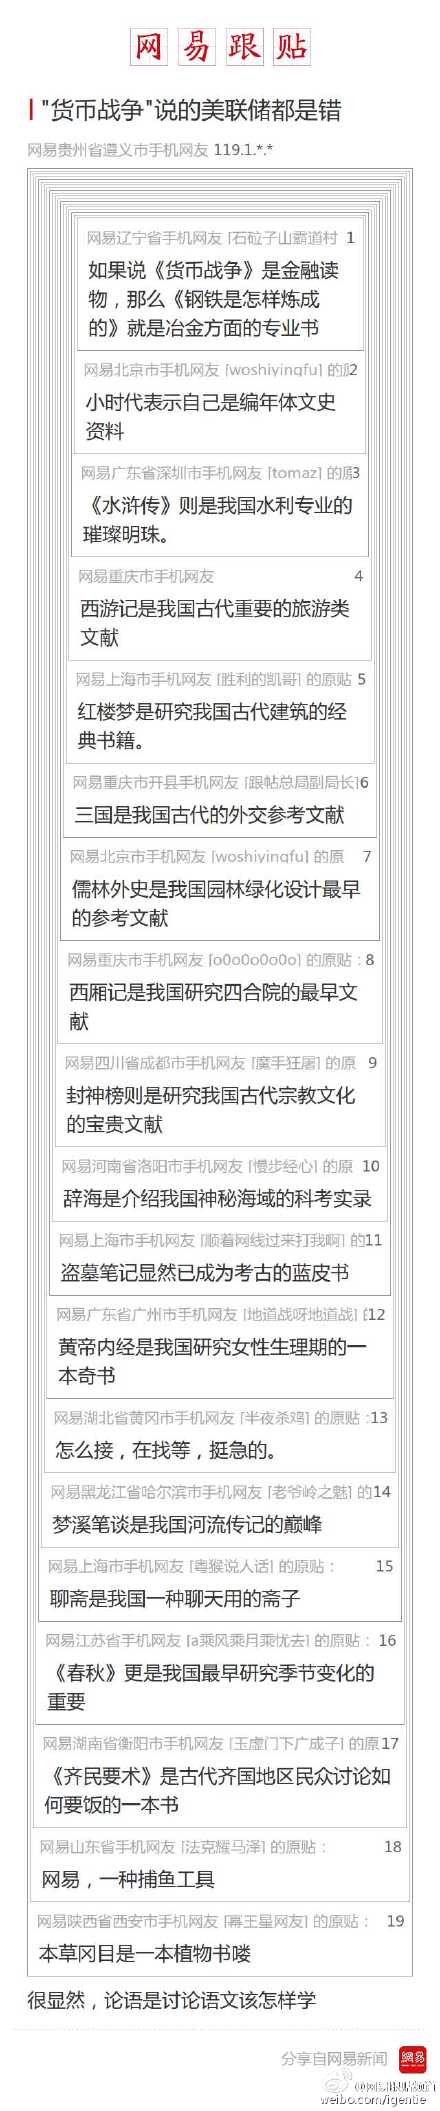 网易跟贴
"货币战争"说的美联储都是错
网易贵州省遵义市手机网友 119.1.*.*
网易辽宁省手机网友 [石砬子山霸道村 1
如果说《货币战争》是金融读
物，那么《钢铁是怎样炼成
的》就是冶金方面的专业书
网易北京市手机网友 [woshiyingfu] 的 2
小时代表示自己是编年体文史
资料
网易广东省深圳市手机网友 [tomaz] 的 3
《水浒传》则是我国水利专业的
璀璨明珠。
网易重庆市手机网友 4
西游记是我国古代重要的旅游类
文献
网易上海市手机网友 [胜利的凯哥] 的原贴 5
红楼梦是研究我国古代建筑的经
典书籍。
网易重庆市开县手机网友 [跟帖总局副局长] 6
三国是我国古代的外交参考文献
网易北京市手机网友 [woshiyingfu] 的原 7
儒林外史是我国园林绿化设计最早
的参考文献
网易重庆市手机网友 [o0o0o0o0o] 的原贴： 8
西厢记是我国研究四合院的最早文
献
网易四川省成都市手机网友 [魔手狂屠] 的原 9
封神榜则是研究我国古代宗教文化
的宝贵文献
网易河南省洛阳市手机网友 [慢步经心] 的原 10
辞海是介绍我国神秘海域的科考实录
网易上海市手机网友 [顺着网线过来打我啊] 的 11
盗墓笔记显然已成为考古的蓝皮书
网易广东省广州市手机网友 [地道战呀地道战] 12
黄帝内经是我国研究女性生理期的一
本奇书
网易湖北省黄冈市手机网友 [半夜杀鸡] 的原贴： 13
怎么接，在找等，挺急的。
网易黑龙江省哈尔滨市手机网友 [老爷岭之魅] 的 14
梦溪笔谈是我国河流传记的巅峰
网易上海市手机网友 [粤猴说人话] 的原贴： 15
聊斋是我国一种聊天用的斋子
网易江苏省手机网友 [a乘风乘月乘忧去] 的原贴： 16
《春秋》更是我国最早研究季节变化的
重要
网易湖南省衡阳市手机网友 [玉虚门下广成子] 的原 17
《齐民要术》是古代齐国地区民众讨论如
何要饭的一本书
网易山东省手机网友 [法克耀马泽] 的原贴： 18
网易，一种捕鱼工具
网易陕西省西安市手机网友 [幂王星网友] 的原贴： 19
本草冈目是一本植物书喽
很显然，论语是讨论语文该怎样学
分享自网易新闻 網易
weibo.com/igentie